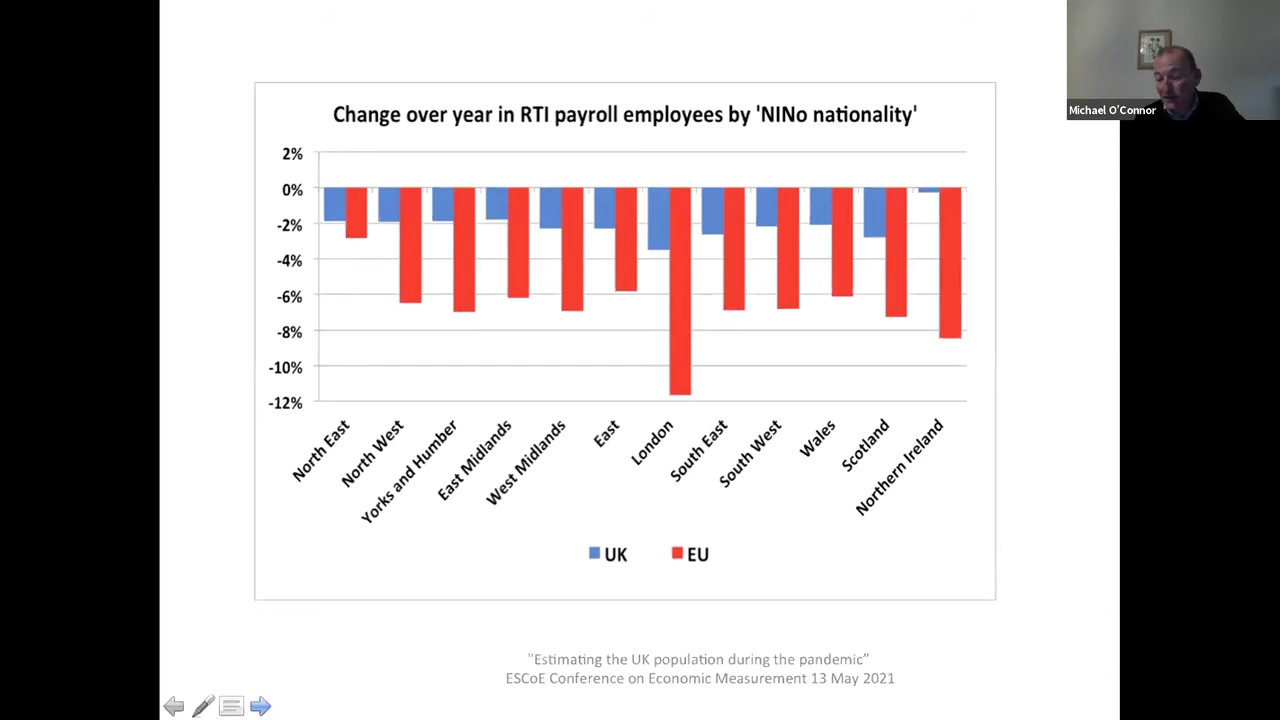 Michael O'Connor
Change over year in RTI payroll employees by 'NINo nationality'
2%
0%
-2%
-4%
-6%
-8%
-10%
-12%
North East
North West
Yorks and Humber
East Midlands
West Midlands
East
London
South East
South West
Wales
Scotland
Northern Ireland
UK EU
"Estimating the UK population during the pandemic”
ESCoE Conference on Economic Measurement 13 May 2021